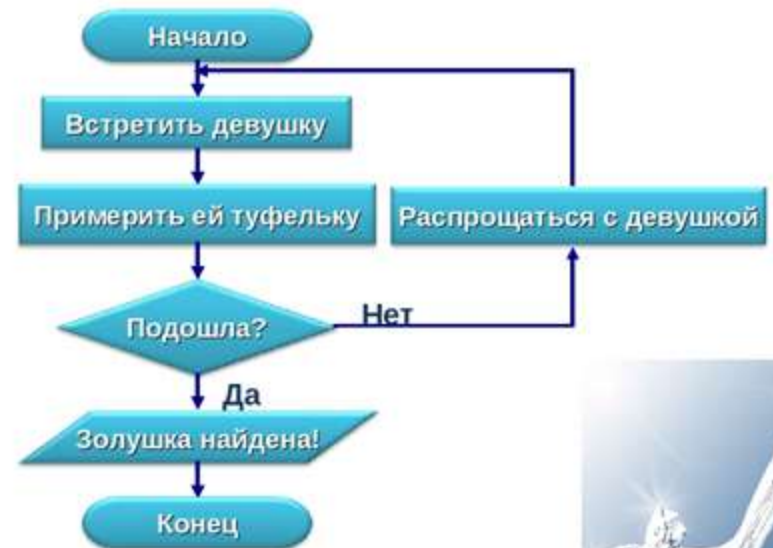 Начало
Встретить девушку
Примерить ей туфельку
Распрощаться с девушкой
Подошла?
Нет
Да
Золушка найдена!
Конец